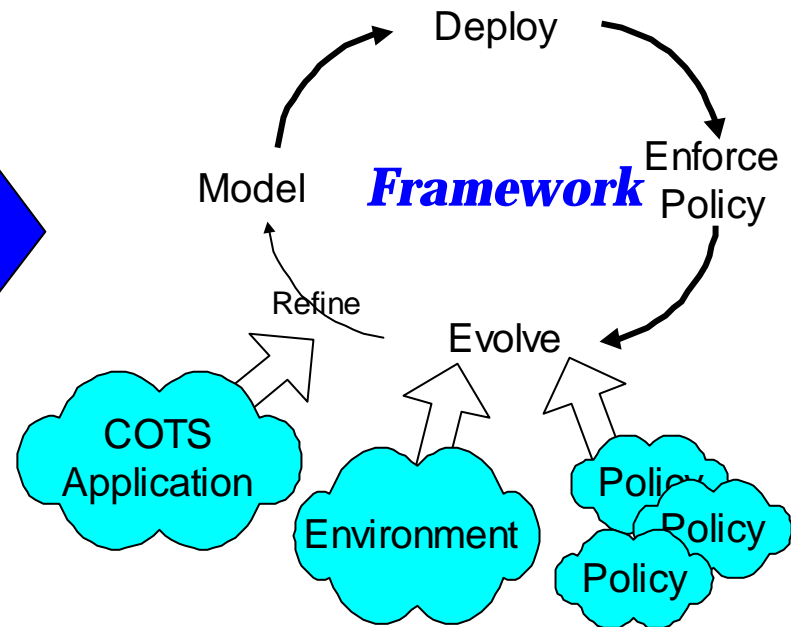 Deploy
Enforce
Policy
Model
Framework
Refine
Evolve
COTS
Application
Environment
Policy
Policy
Policy